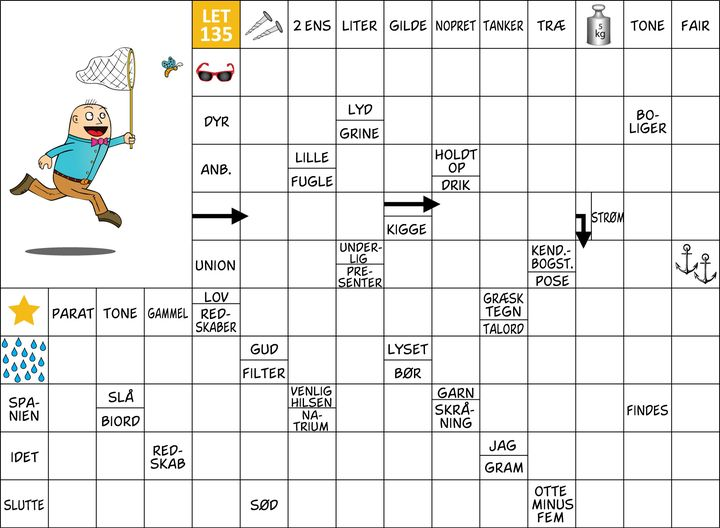 LET
135
2 ENS
LITER
GILDE
NOPRET
TANKER
TRÆ
5
kg
TONE
FAIR
DYR
LYD
GRINE
BO-
LIGER
ANB.
LILLE
FUGLE
HOLDT
OP
DRIK
KIGGE
STRØM
UNION
UNDER-
LIG
PRE-
SENTER
KEND.-
BOGST.
POSE
PARAT
TONE
GAMMEL
LOV
RED-
SKABER
GRÆSK
TEGN
TALORD
GUD
FILTER
LYSET
BØR
SPA-
NIEN
SLÅ
BIORD
VENLIG
HILSEN
NA-
TRIUM
GARN
SKRÅ-
NING
FINDES
IDET
RED-
SKAB
JAG
GRAM
SLUTTE
SØD
OTTE
MINUS
FEM